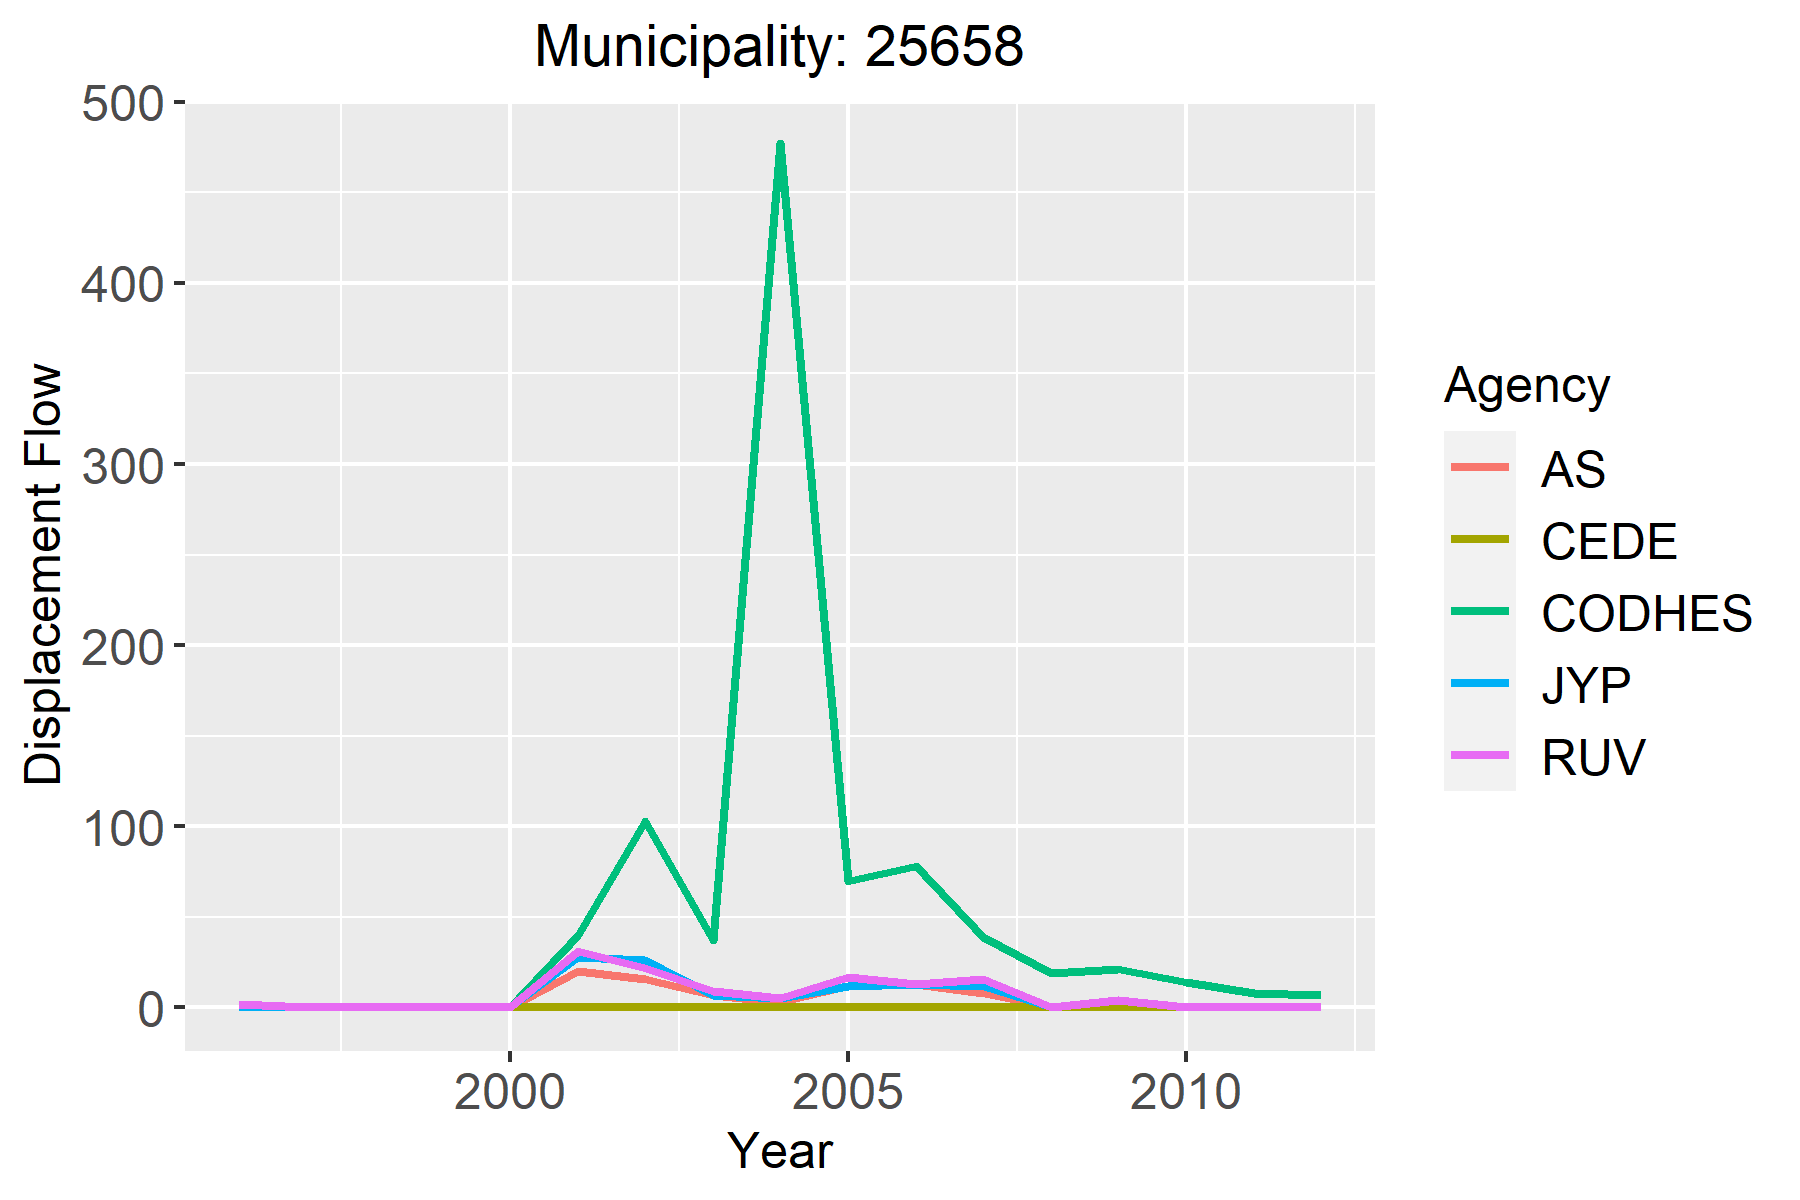 Municipality: 25658
500
400
300
200
100
0
Displacement Flow
2000
2005
2010
Year
Agency
AS
CEDE
CODHES
JYP
RUV